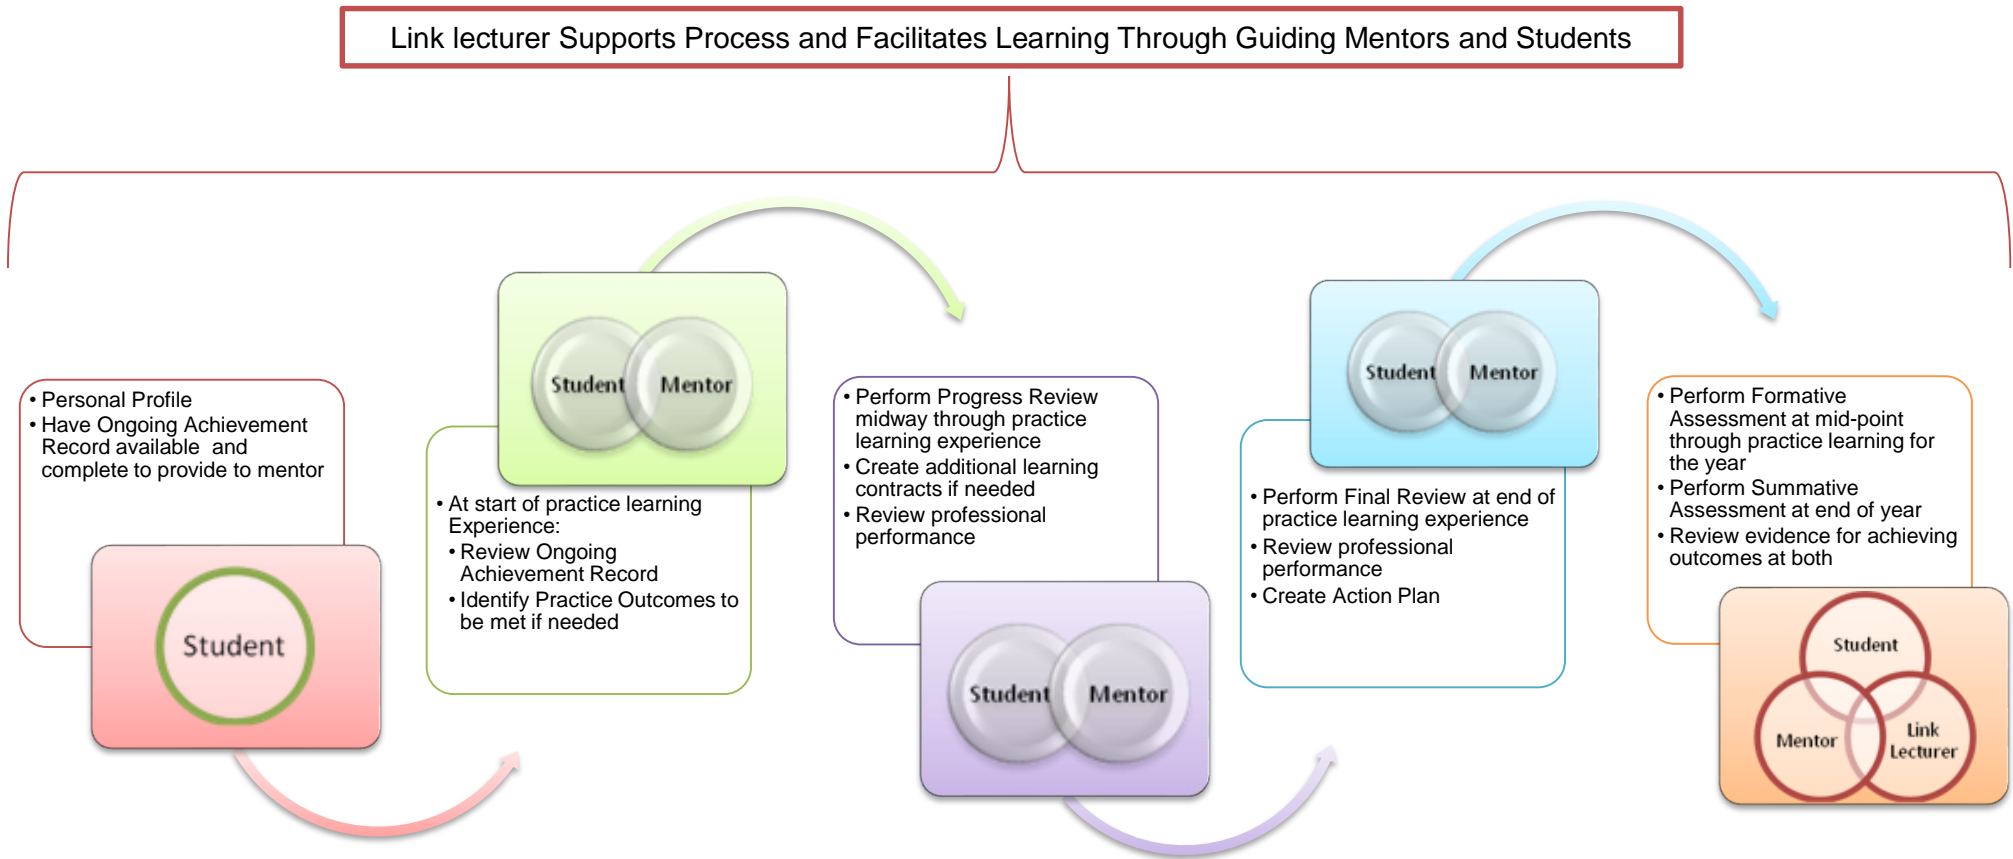 Link lecturer Supports Process and Facilitates Learning Through Guiding Mentors and Students
• Personal Profile
• Have Ongoing Achievement
Record available  and
complete to provide to mentor
Student
Student
Mentor
• At start of practice learning
Experience:
• Review Ongoing
Achievement Record
• Identify Practice Outcomes to
be met if needed
• Perform Progress Review
midway through practice
learning experience
• Create additional learning
contracts if needed
• Review professional
performance
Student
Mentor
Student
Mentor
• Perform Final Review at end of
practice learning experience
• Review professional
performance
• Create Action Plan
• Perform Formative
Assessment at mid-point
through practice learning for
the year
• Perform Summative
Assessment at end of year
• Review evidence for achieving
outcomes at both
Student
Mentor
Link
Lecturer